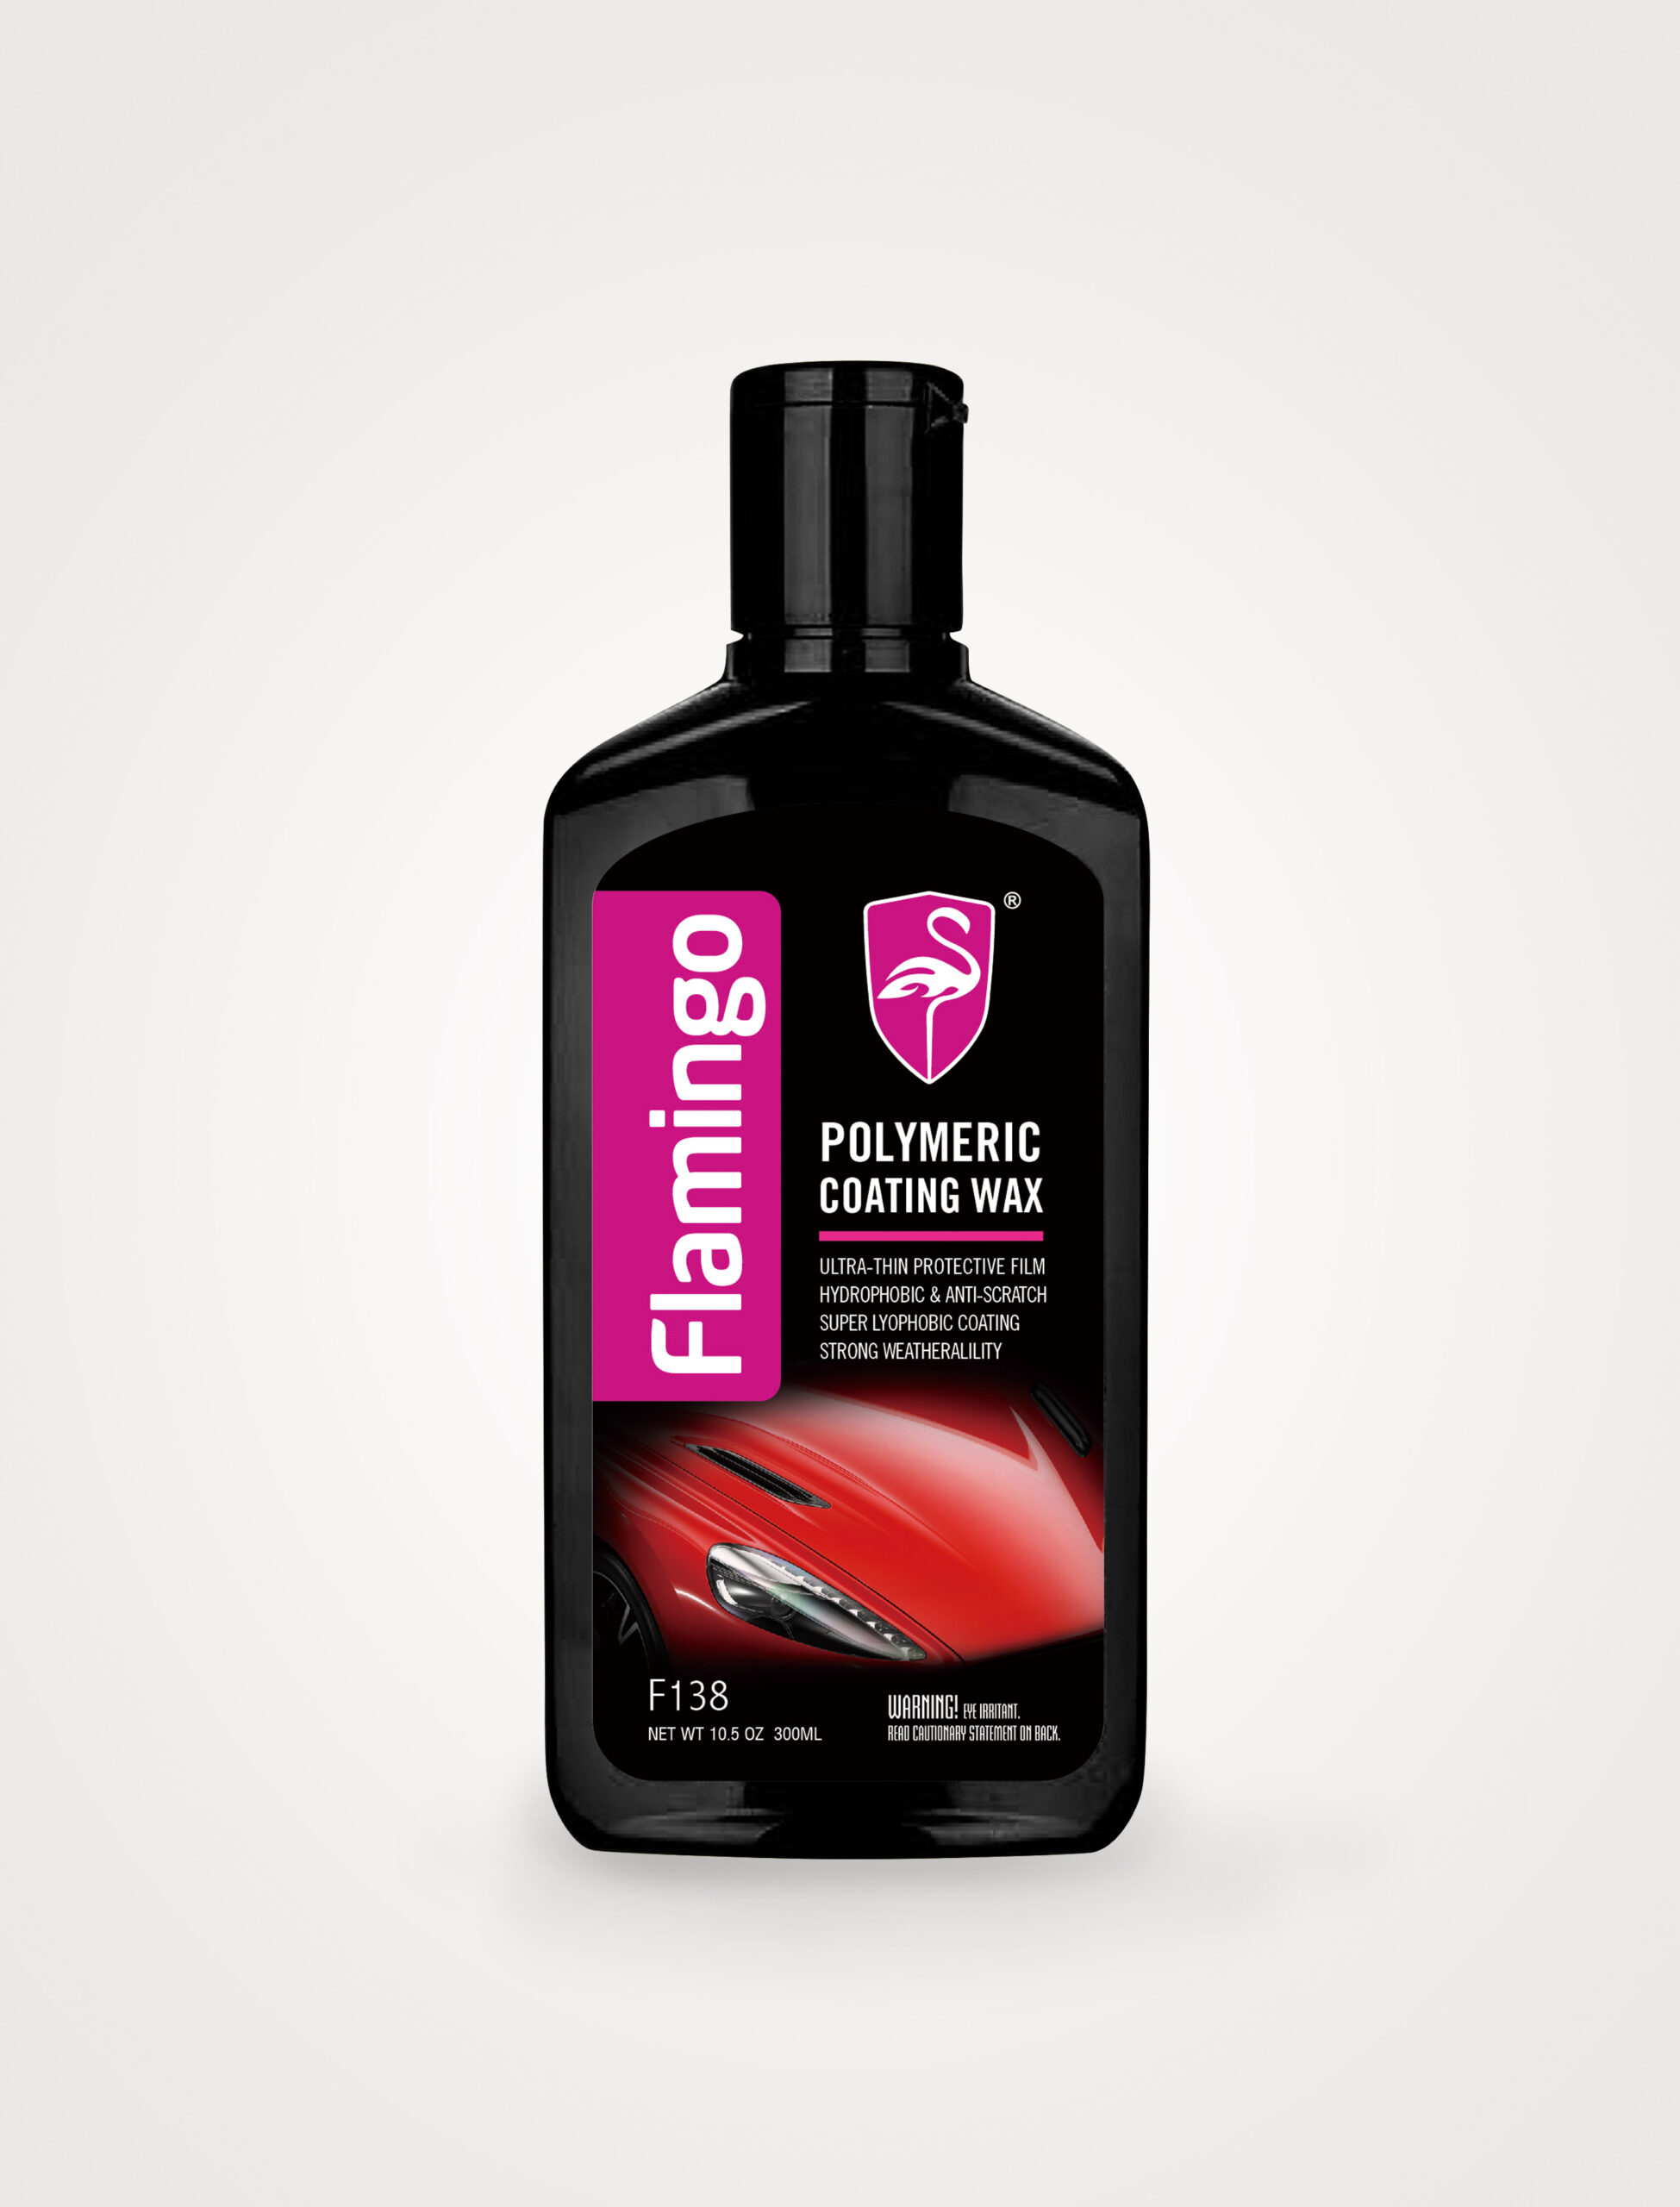 Flamingo
®
POLYMERIC
COATING WAX
ULTRA-THIN PROTECTIVE FILM
HYDROPHOBIC & ANTI-SCRATCH
SUPER LYOPHOBIC COATING
STRONG WEATHERALILITY
F138
NET WT 10.5 OZ 300ML
WARNING! EYE IRRITANT.
READ CAUTIONARY STATEMENT ON BACK.